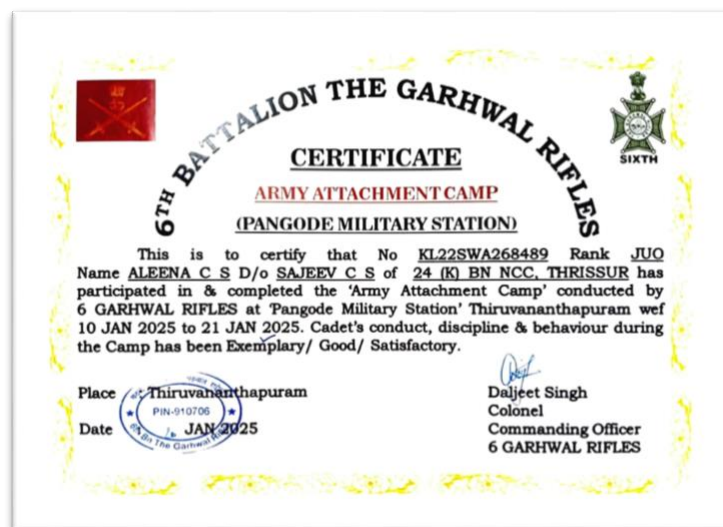 6TH BATTALION THE GARHWAL RIFLES
SIXTH
CERTIFICATE
ARMY ATTACHMENT CAMP
(PANGODE MILITARY STATION)
This is to certify that No KL22SWA268489 Rank JUO
Name ALEENA C S D/o SAJEEV C S of 24 (K) BN NCC, THRISSUR has
participated in & completed the 'Army Attachment Camp' conducted by
6 GARHWAL RIFLES at 'Pangode Military Station' Thiruvananthapuram wef
10 JAN 2025 to 21 JAN 2025. Cadet's conduct, discipline & behaviour during
the Camp has been Exemplary/ Good/ Satisfactory.
Place : Thiruvananthapuram
PIN-910706
Date : JAN 2025
6th Bn The Garhwal
Daljeet Singh
Colonel
Commanding Officer
6 GARHWAL RIFLES